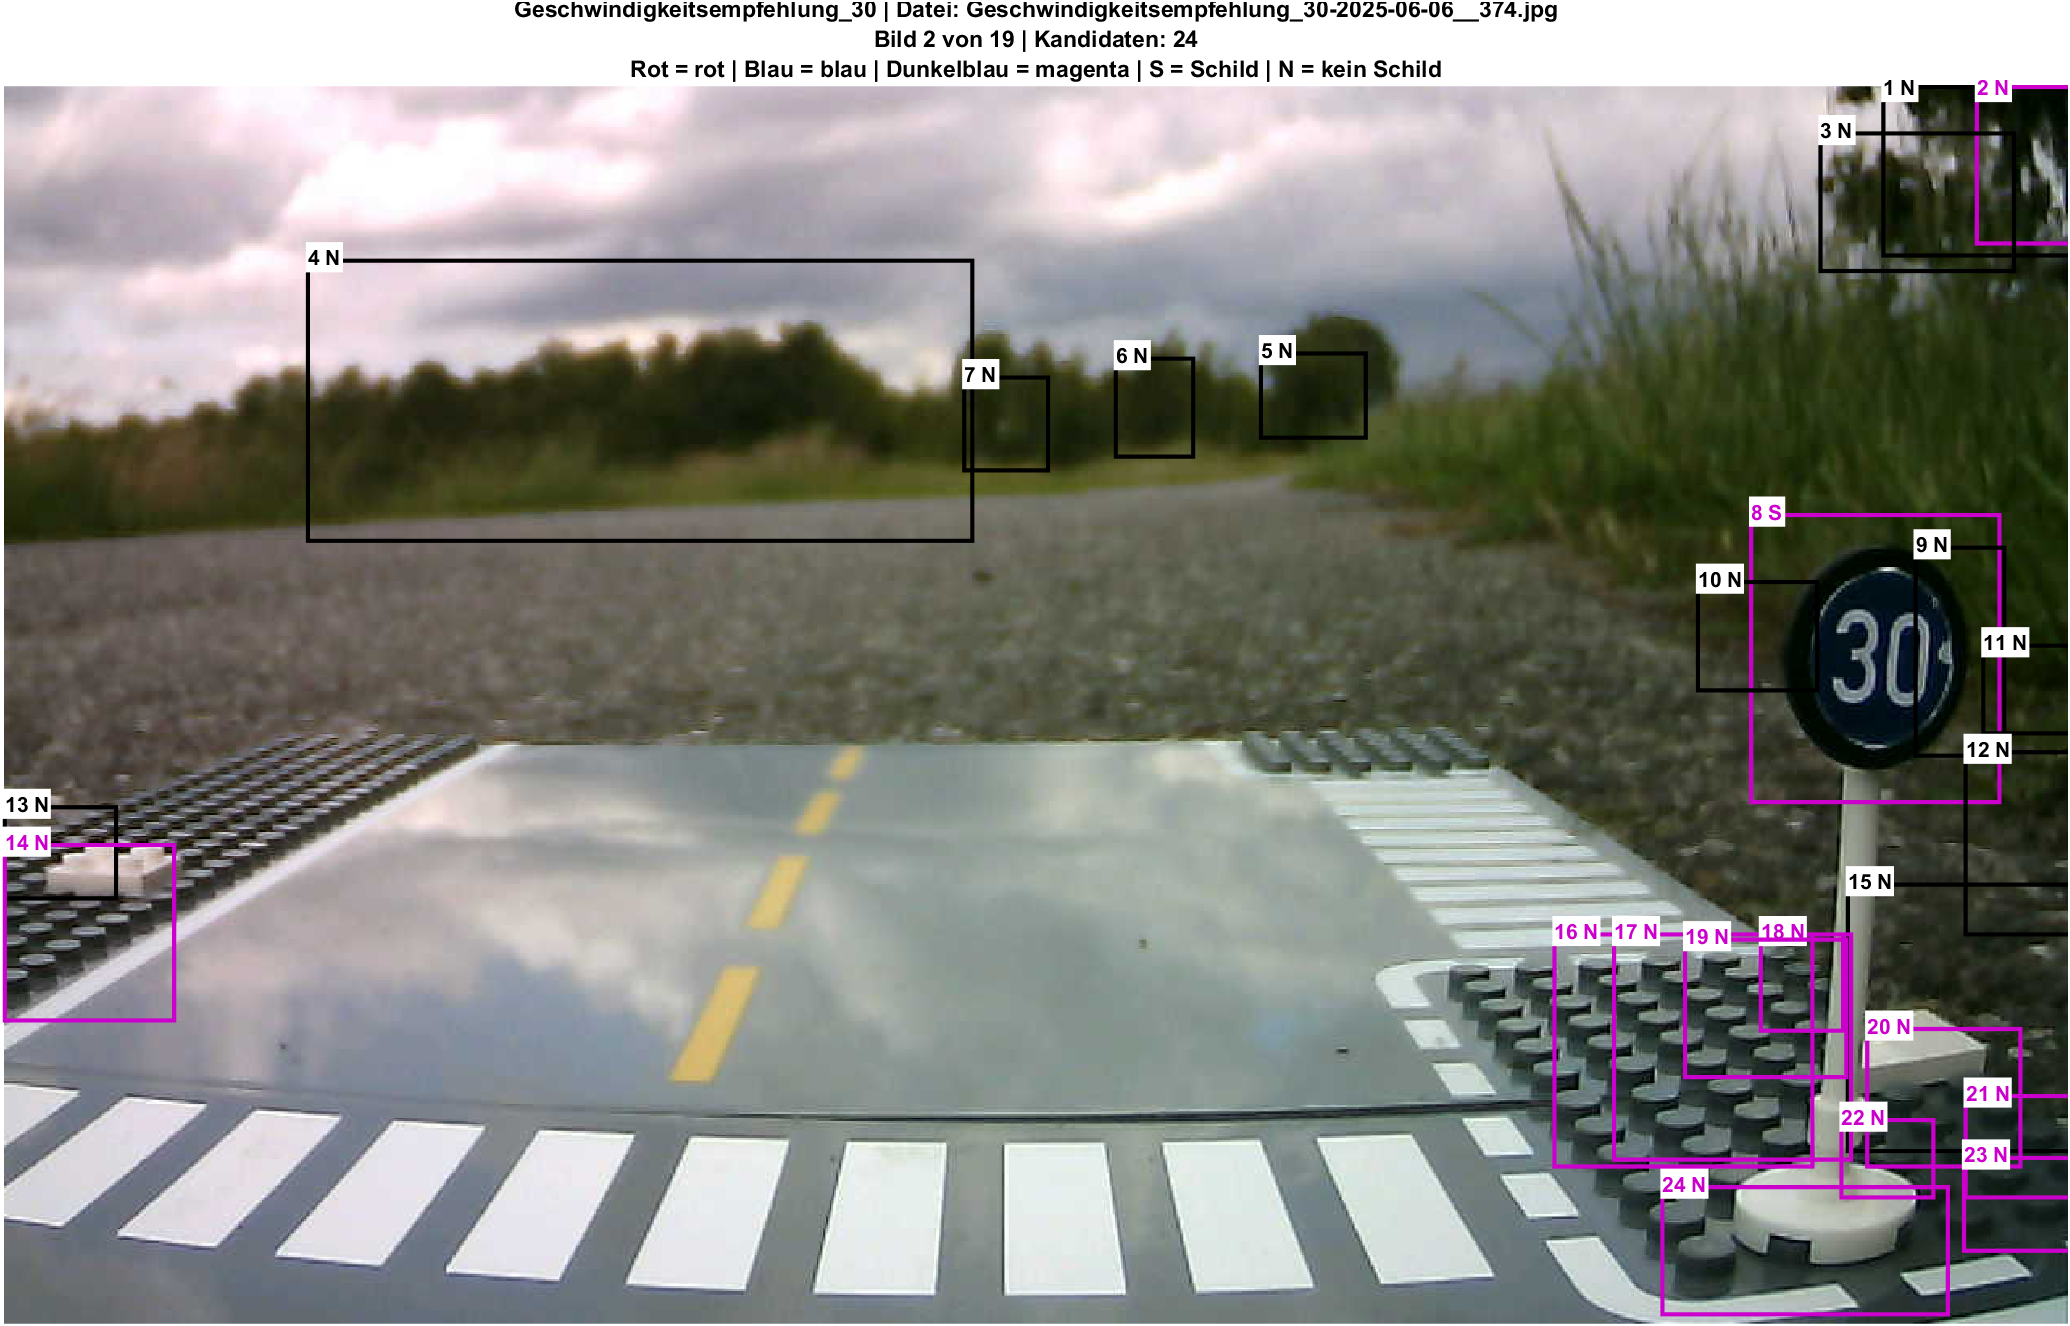 Geschwindigkeitsempfehlung_30 | Datei: Geschwindigkeitsempfehlung_30-2025-06-06__374.jpg
Bild 2 von 19 | Kandidaten: 24
Rot = rot | Blau = blau | Dunkelblau = magenta | S = Schild | N = kein Schild
1 N
2 N
3 N
4 N
5 N
6 N
7 N
8 S
9 N
10 N
30
11 N
12 N
13 N
14 N
15 N
16 N
17 N
19 N
18 N
20 N
21 N
22 N
23 N
24 N